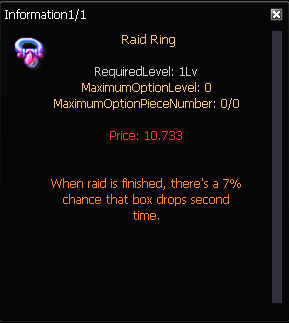 Information1/1
Raid Ring
RequiredLevel: 1Lv
MaximumOptionLevel: 0
MaximumOptionPieceNumber: 0/0
Price: 10.733
When raid is finished, there's a 7%
chance that box drops second
time.